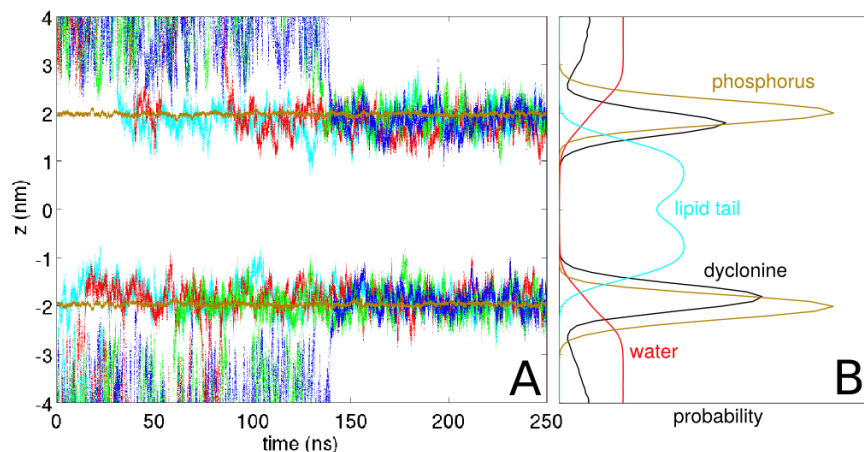 4
3
2
1
0
-1
-2
-3
-4
z (nm)
0
50
100
150
200
250
time (ns)
A
phosphorus
lipid tail
dyclonine
water
B
probability